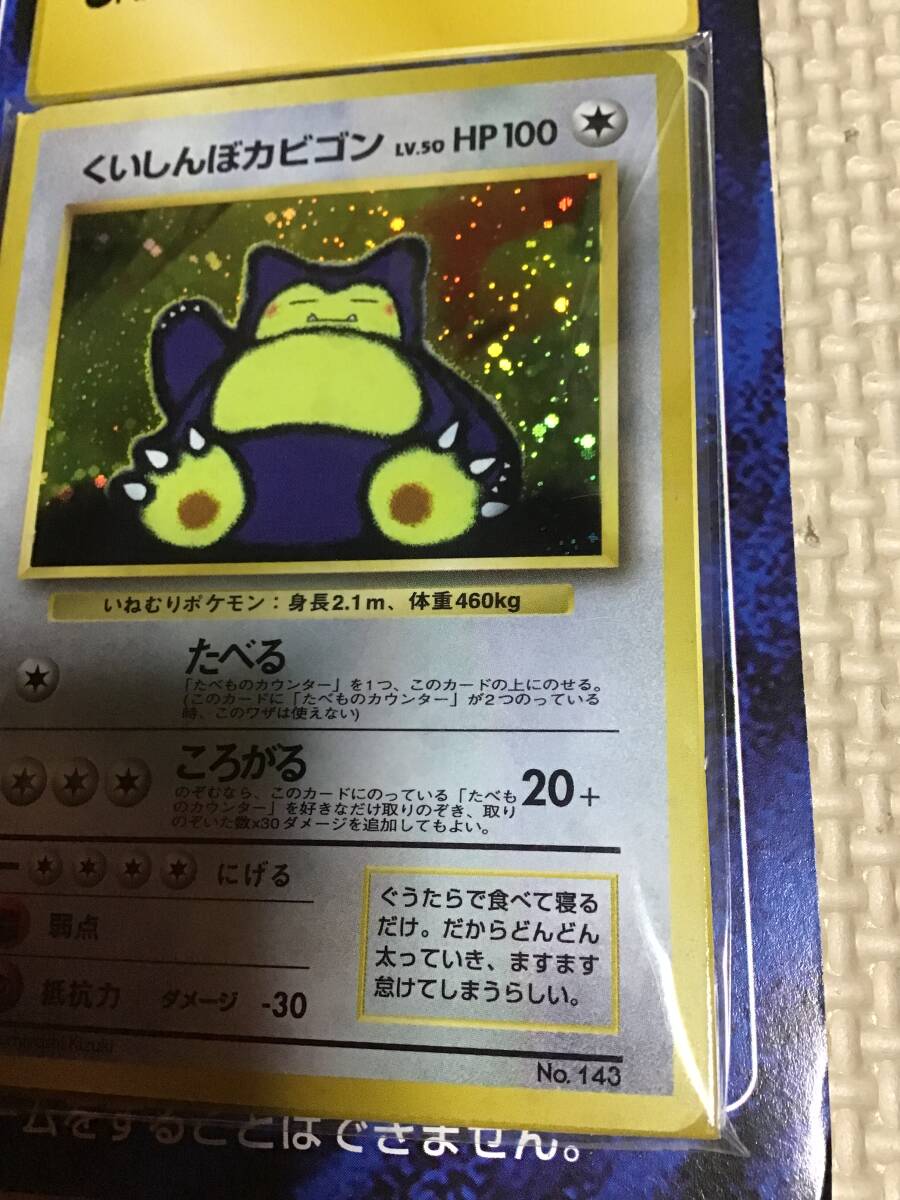 くいしんぼカビゴン LV.50 HP100
いねむりポケモン：身長2.1m、体重460kg
たべる
「たべものカウンター」を1つ、このカードの上にのせる。
(このカードに「たべものカウンター」が2つのっている
時、このワザは使えない)
ころがる
のぞむなら、このカードにのっている「たべも
のカウンター」を好きなだけ取りのぞき、取り
のぞいた数×30ダメージを追加してもよい。
20+
にげる
弱点
抵抗力 ダメージ -30
ぐうたらで食べて寝る
だけ。だからどんどん
太っていき、ますます
怠けてしまうらしい。
Kizuki
No. 143
ームをすることはできません。